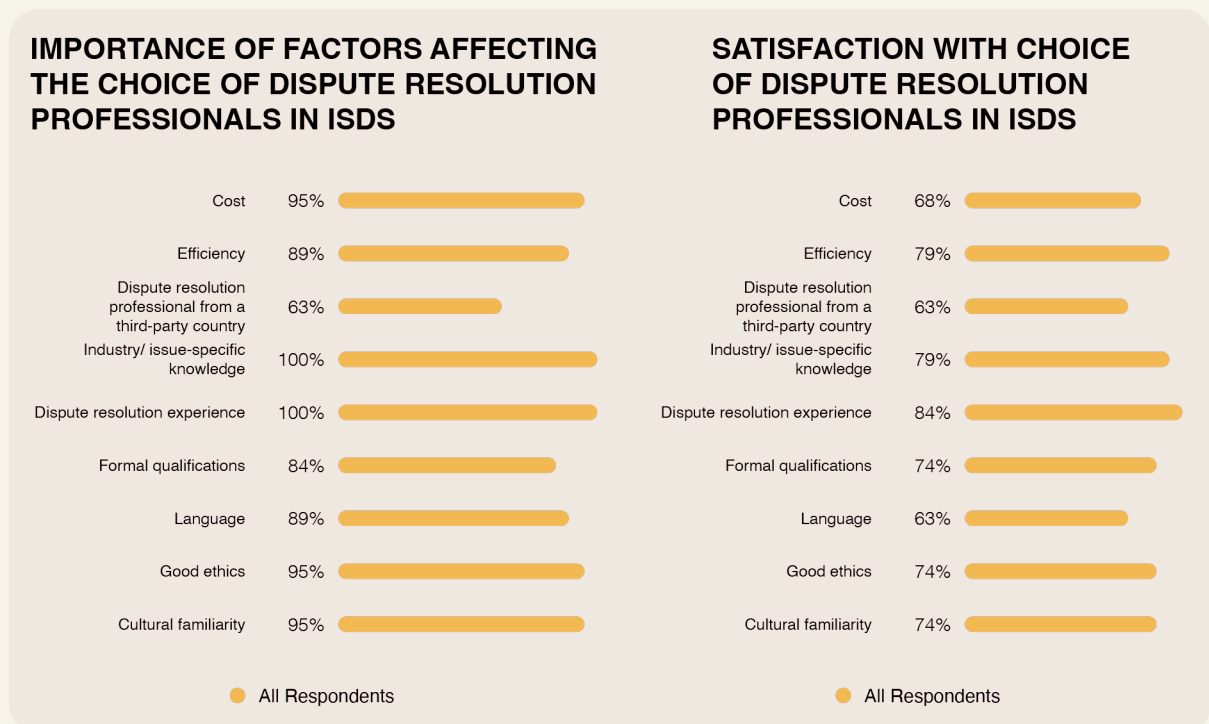 IMPORTANCE OF FACTORS AFFECTING
THE CHOICE OF DISPUTE RESOLUTION
PROFESSIONALS IN ISDS
Cost 95%
Efficiency 89%
Dispute resolution
professional from a
third-party country
63%
Industry/ issue-specific
knowledge
100%
Dispute resolution experience 100%
Formal qualifications 84%
Language 89%
Good ethics 95%
Cultural familiarity 95%
All Respondents
SATISFACTION WITH CHOICE
OF DISPUTE RESOLUTION
PROFESSIONALS IN ISDS
Cost 68%
Efficiency 79%
Dispute resolution
professional from a
third-party country
63%
Industry/ issue-specific
knowledge
79%
Dispute resolution experience 84%
Formal qualifications 74%
Language 63%
Good ethics 74%
Cultural familiarity 74%
All Respondents